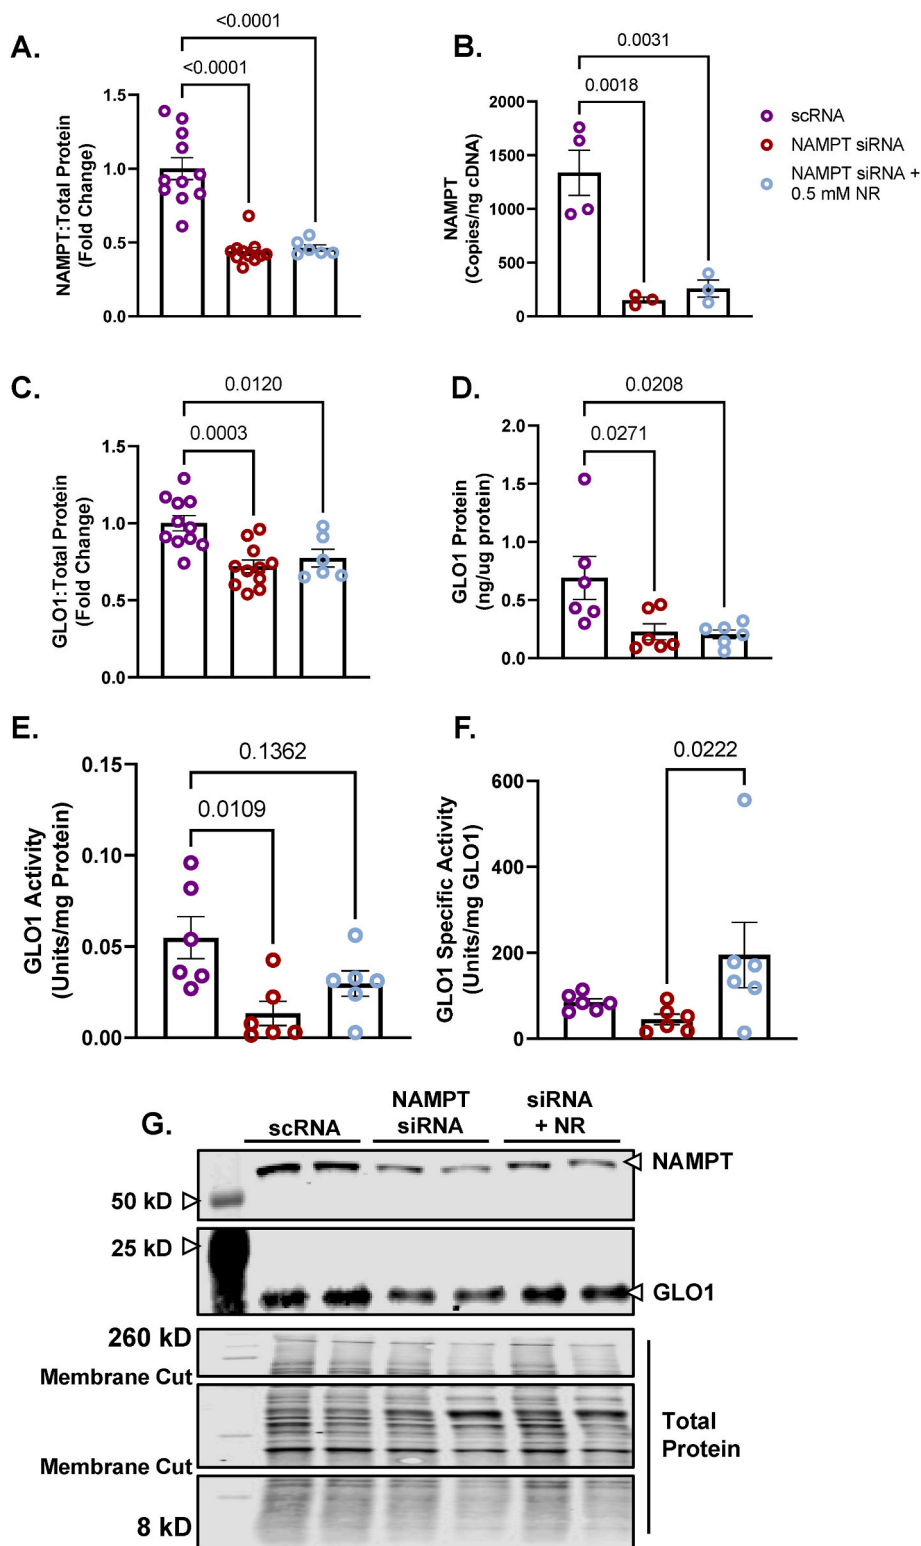 A.
<0.0001
<0.0001
NAMPT:Total Protein
(Fold Change)
1.5
1.0
0.5
0.0
B.
0.0031
0.0018
NAMPT
(Copies/ng cDNA)
2000
1500
1000
500
0
scRNA
NAMPT siRNA
NAMPT siRNA +
0.5 mM NR
C.
0.0120
0.0003
GLO1:Total Protein
(Fold Change)
1.5
1.0
0.5
0.0
D.
0.0208
0.0271
GLO1 Protein
(ng/ug protein)
2.0
1.5
1.0
0.5
0.0
E.
0.1362
0.0109
GLO1 Activity
(Units/mg Protein)
0.15
0.10
0.05
0.00
F.
0.0222
GLO1 Specific Activity
(Units/mg GLO1)
600
400
200
0
G.
scRNA
NAMPT
siRNA
siRNA
+ NR
NAMPT
50 kD
25 kD
GLO1
260 kD
Membrane Cut
Membrane Cut
8 kD
Total
Protein